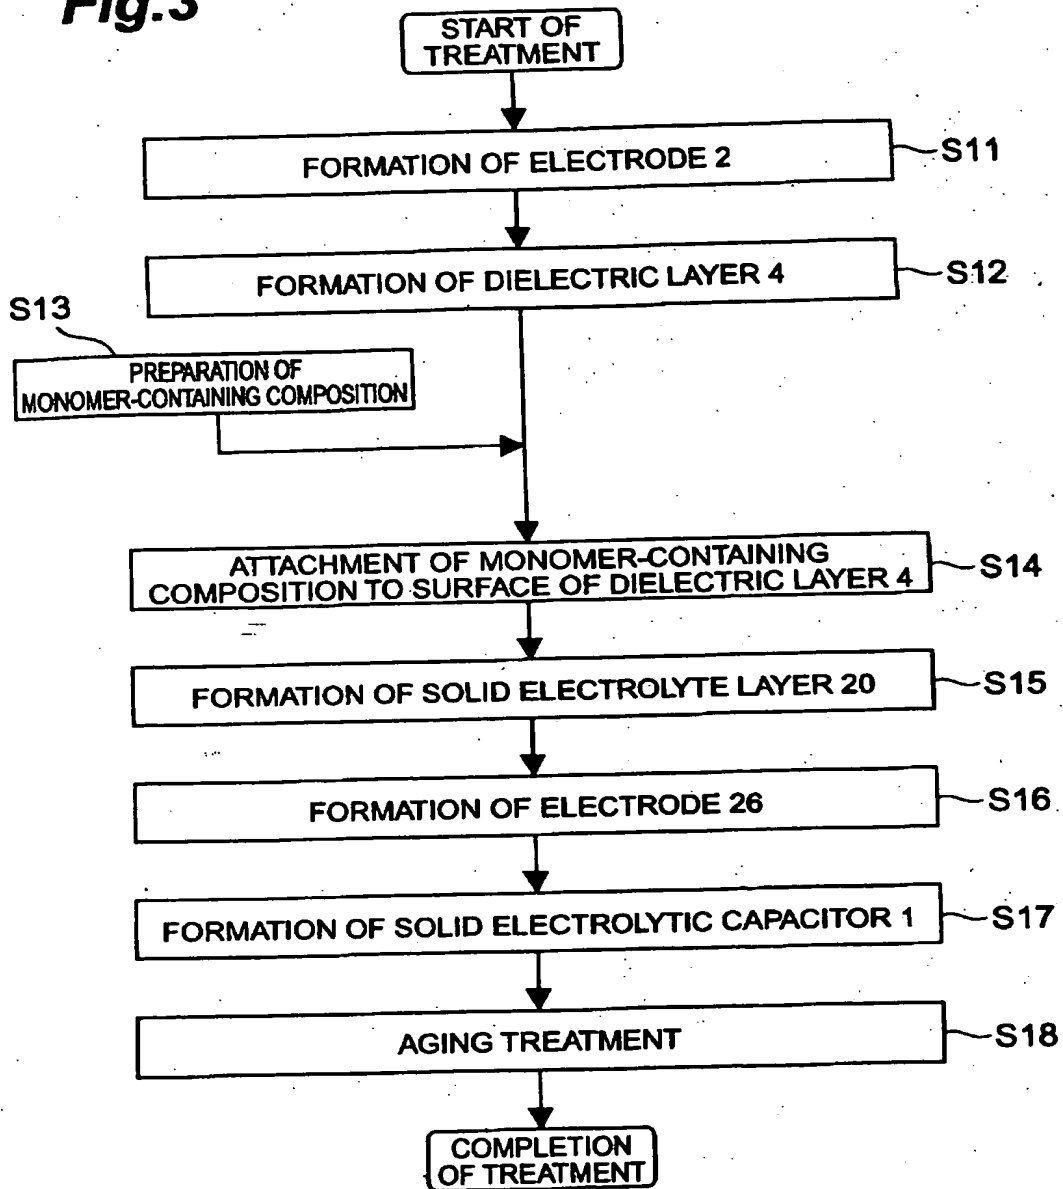 Fig.3
START OF
TREATMENT
FORMATION OF ELECTRODE 2
S11
FORMATION OF DIELECTRIC LAYER 4
S12
S13
PREPARATION OF
MONOMER-CONTAINING COMPOSITION
ATTACHMENT OF MONOMER-CONTAINING
COMPOSITION TO SURFACE OF DIELECTRIC LAYER 4
S14
FORMATION OF SOLID ELECTROLYTE LAYER 20
S15
FORMATION OF ELECTRODE 26
S16
FORMATION OF SOLID ELECTROLYTIC CAPACITOR 1
S17
AGING TREATMENT
S18
COMPLETION
OF TREATMENT